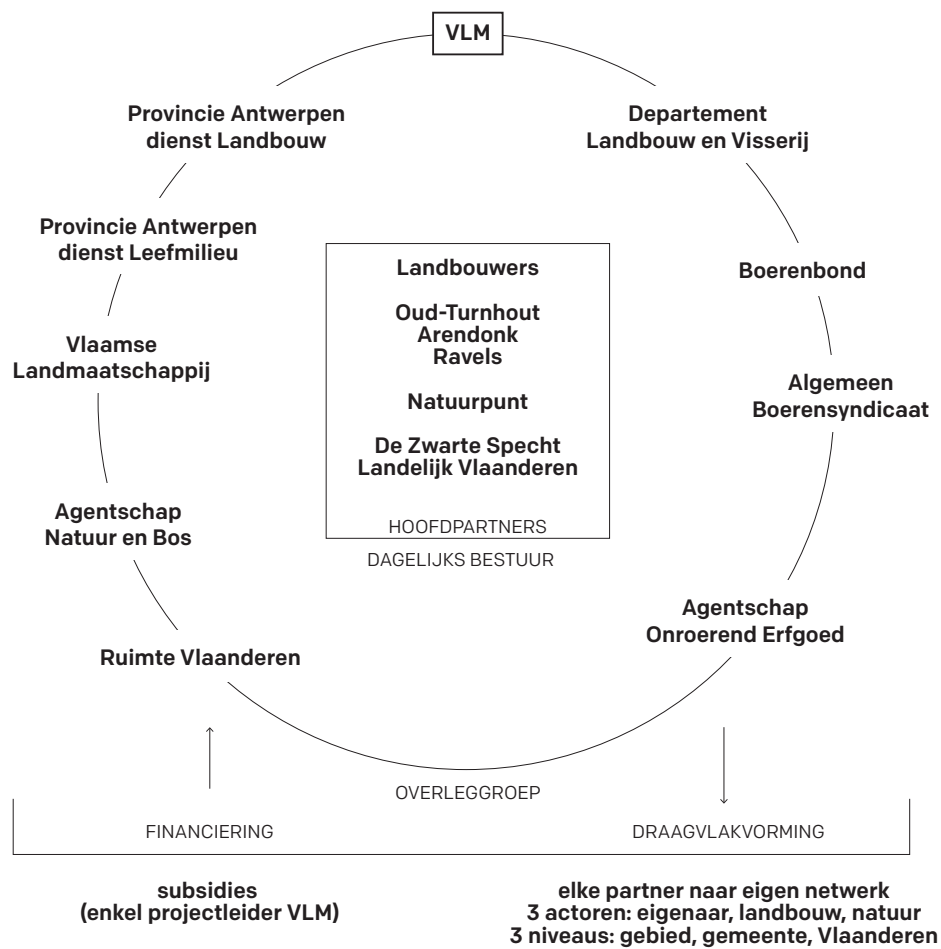 VLM
Provincie Antwerpen
dienst Landbouw
Departement
Landbouw en Visserij
Provincie Antwerpen
dienst Leefmilieu
Boerenbond
Vlaamse
Landmaatschappij
Algemeen
Boerensyndicaat
Agentschap
Natuur en Bos
Agentschap
Onroerend Erfgoed
Ruimte Vlaanderen
Landbouwers
Oud-Turnhout
Arendonk
Ravels
Natuurpunt
De Zwarte Specht
Landelijk Vlaanderen
HOOFDPARTNERS
DAGELIJKS BESTUUR
OVERLEGGROEP
FINANCIERING
DRAAGVLAKVORMING
subsidies
(enkel projectleider VLM)
elke partner naar eigen netwerk
3 actoren: eigenaar, landbouw, natuur
3 niveaus: gebied, gemeente, Vlaanderen